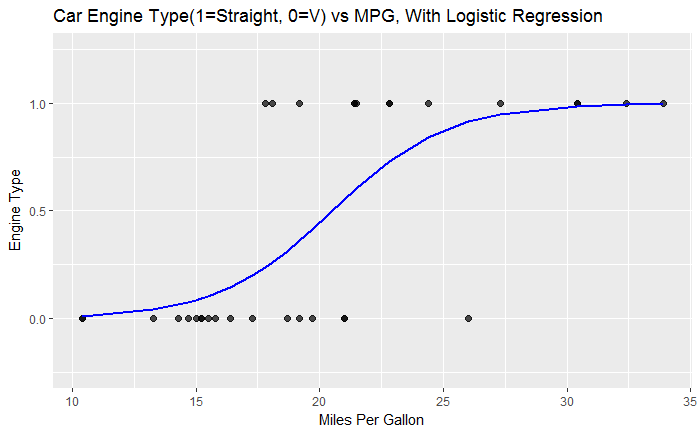 Car Engine Type(1=Straight, 0=V) vs MPG, With Logistic Regression
1.0
0.5
0.0
Engine Type
10 15 20 25 30 35
Miles Per Gallon